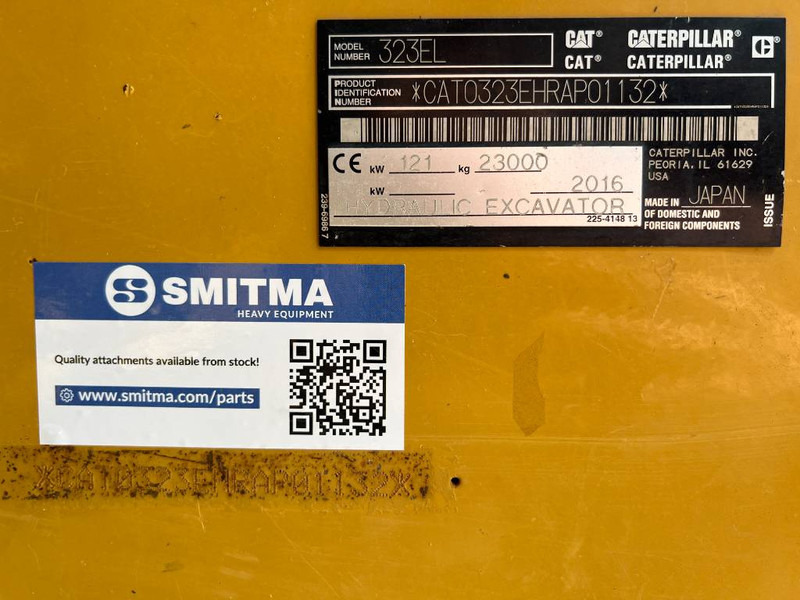 MODEL NUMBER 323EL
CAT® CATERPILLAR®
CAT® CATERPILLAR®
PRODUCT IDENTIFICATION NUMBER *CAT0323EHRAP01132*
CE kW 121 kg 23000
kW 2016
HYDRAULIC EXCAVATOR
225-4148 13
239-6986 7
CATERPILLAR INC.
PEORIA, IL 61629
USA
MADE IN JAPAN
OF DOMESTIC AND
FOREIGN COMPONENTS
ISSUE
S SMITMA
HEAVY EQUIPMENT
Quality attachments available from stock!
www.smitma.com/parts
*CAT0323EHRAP01132*